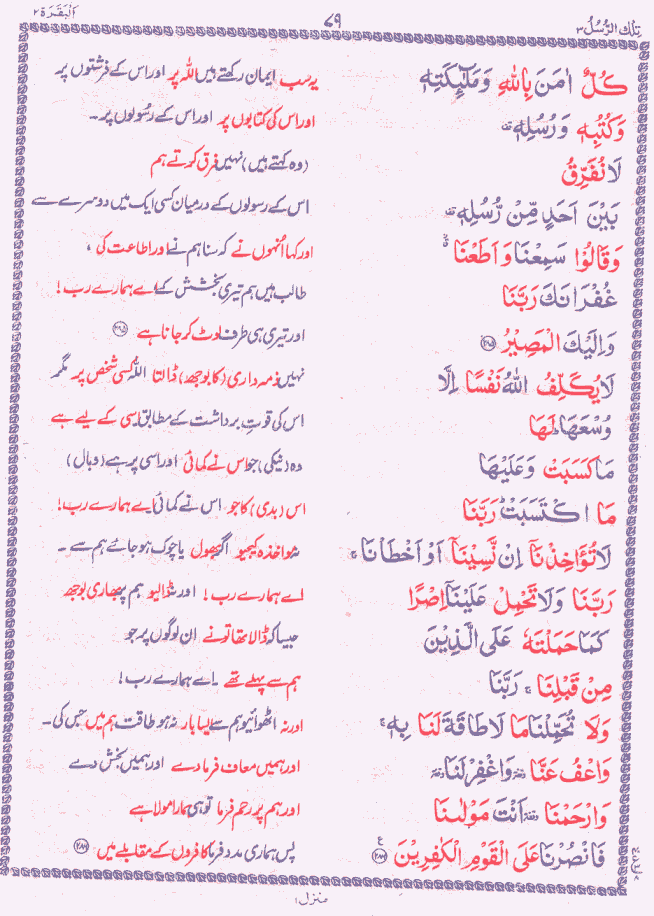 تِلْكَ الرُّسُلُ ٣
٧٩
اَلْبَقَرَة ٢
كُلٌّ اٰمَنَ بِاللّٰهِ وَمَلٰٓئِكَتِهٖ
یہ سب ایمان رکھتے ہیں اللہ پر اور اس کے فرشتوں پر
وَكُتُبِهٖ وَرُسُلِهٖ
اور اس کی کتابوں پر اور اس کے رسُولوں پر۔
لَا نُفَرِّقُ
(وہ کہتے ہیں) نہیں فرق کرتے ہم
بَيْنَ اَحَدٍ مِّنْ رُّسُلِهٖ
اس کے رسولوں کے درمیان کسی ایک میں دوسرے سے
وَقَالُوْا سَمِعْنَا وَاَطَعْنَا
اور کہا اُنہوں نے کہ سنا ہم نے اور اطاعت کی،
غُفْرَانَكَ رَبَّنَا
طالب ہیں ہم تیری بخشش کے اے ہمارے رب!
وَاِلَيْكَ الْمَصِيْرُ ۝٢٨٥
اور تیری ہی طرف لوٹ کر جانا ہے ۝٢٨٥
لَا يُكَلِّفُ اللّٰهُ نَفْسًا اِلَّا
نہیں ذمہ داری (کا بوجھ) ڈالتا اللہ کسی شخص پر مگر
وُسْعَهَا لَهَا
اس کی قوتِ برداشت کے مطابق اسی کے لیے ہے
مَا كَسَبَتْ وَعَلَيْهَا
وہ (نیکی) جو اس نے کمائی اور اسی پر ہے (وبال)
مَا اكْتَسَبَتْ رَبَّنَا
اس (بدی) کا جو اس نے کمائی اے ہمارے رب!
لَا تُؤَاخِذْنَآ اِنْ نَّسِيْنَآ اَوْ اَخْطَاْنَا ۚ
نہ مواخذہ کیجیو اگر بھول یا چوک ہو جائے ہم سے۔
رَبَّنَا وَلَا تَحْمِلْ عَلَيْنَآ اِصْرًا
اے ہمارے رب! اور نہ ڈالیو ہم پر بھاری بوجھ
كَمَا حَمَلْتَهٗ عَلَى الَّذِيْنَ
جیسا کہ ڈالا تھا تو نے ان لوگوں پر جو
مِنْ قَبْلِنَا ۚ رَبَّنَا
ہم سے پہلے تھے۔ اے ہمارے رب!
وَلَا تُحَمِّلْنَا مَا لَا طَاقَةَ لَنَا بِهٖ ۚ
اور نہ اٹھوائیو ہم سے ایسا بار نہ ہو طاقت ہم میں جس کی۔
وَاعْفُ عَنَّا وَاغْفِرْ لَنَا
اور ہمیں معاف فرما دے اور ہمیں بخش دے
وَارْحَمْنَا اَنْتَ مَوْلٰىنَا
اور ہم پر رحم فرما تو ہی ہمارا مولا ہے
فَانْصُرْنَا عَلَى الْقَوْمِ الْكٰفِرِيْنَ ۝٢٨٦
پس ہماری مدد فرما کافروں کے مقابلے میں ۝٢٨٦
منزل ١